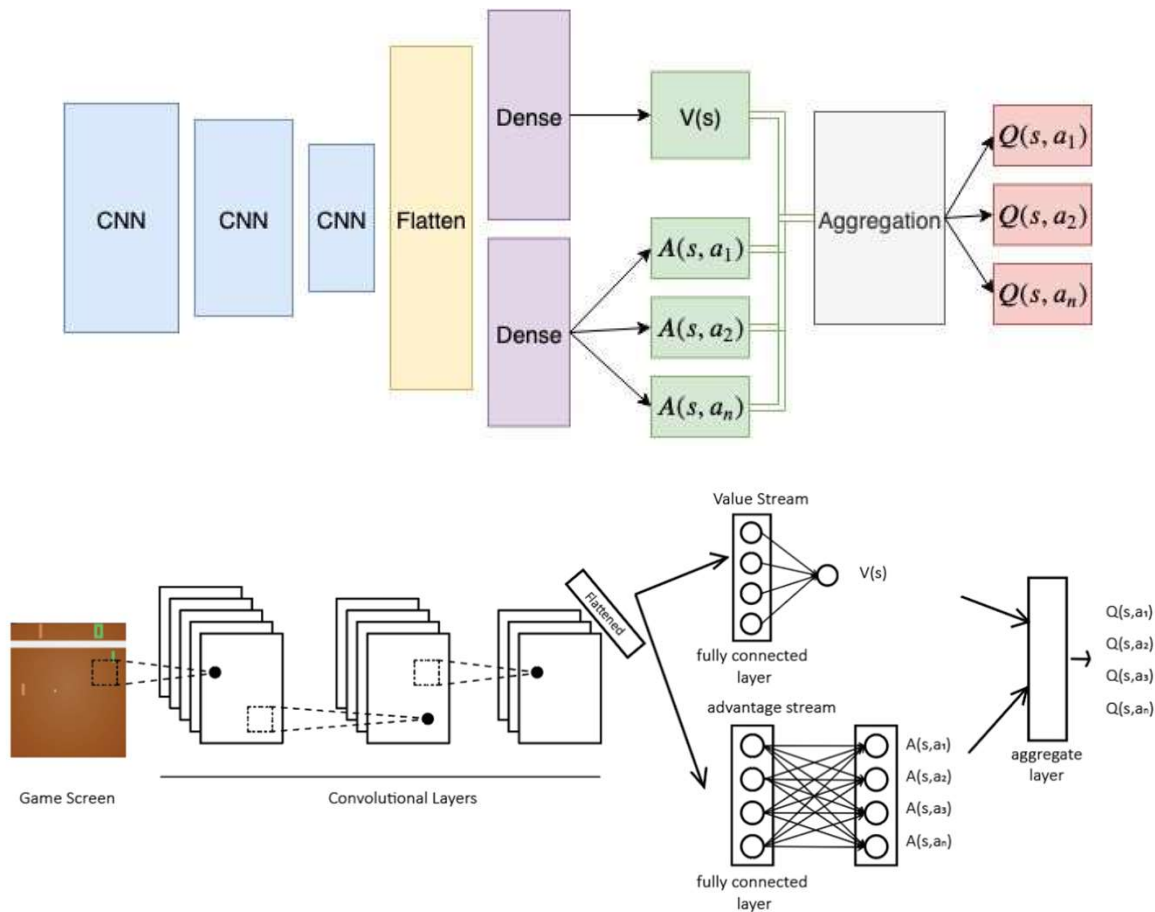 CNN
CNN
CNN
Flatten
Dense
Dense
V(s)
A(s, a₁)
A(s, a₂)
A(s, aₙ)
Aggregation
Q(s, a₁)
Q(s, a₂)
Q(s, aₙ)
Game Screen
Convolutional Layers
Flattened
Value Stream
V(s)
fully connected
layer
advantage stream
A(s,a₁)
A(s,a₂)
A(s,a₃)
A(s,aₙ)
fully connected
layer
aggregate
layer
Q(s,a₁)
Q(s,a₂)
Q(s,a₃)
Q(s,aₙ)